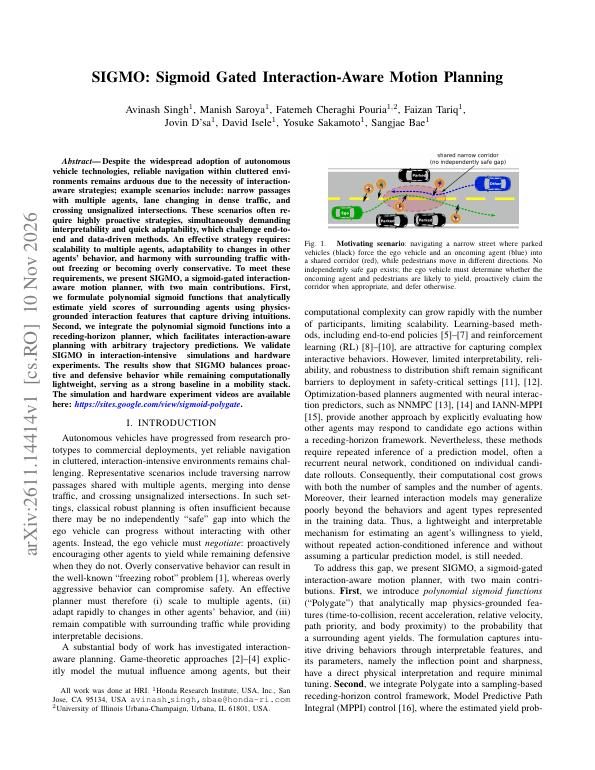 SIGMO: Sigmoid Gated Interaction-Aware Motion Planning
Avinash Singh¹, Manish Saroya¹, Fatemeh Cheraghi Pouria¹,², Faizan Tariq¹,
Jovin D'sa¹, David Isele¹, Yosuke Sakamoto¹, Sangjae Bae¹
arXiv:2611.14414v1 [cs.RO] 10 Nov 2026
Abstract—Despite the widespread adoption of autonomous
vehicle technologies, reliable navigation within cluttered envi-
ronments remains arduous due to the necessity of interaction-
aware strategies; example scenarios include: narrow passages
with multiple agents, lane changing in dense traffic, and
crossing unsignalized intersections. These scenarios often re-
quire highly proactive strategies, simultaneously demanding
interpretability and quick adaptability, which challenge end-to-
end and data-driven methods. An effective strategy requires:
scalability to multiple agents, adaptability to changes in other
agents' behavior, and harmony with surrounding traffic with-
out freezing or becoming overly conservative. To meet these
requirements, we present SIGMO, a sigmoid-gated interaction-
aware motion planner, with two main contributions. First,
we formulate polynomial sigmoid functions that analytically
estimate yield scores of surrounding agents using physics-
grounded interaction features that capture driving intuitions.
Second, we integrate the polynomial sigmoid functions into a
receding-horizon planner, which facilitates interaction-aware
planning with arbitrary trajectory predictions. We validate
SIGMO in interaction-intensive simulations and hardware
experiments. The results show that SIGMO balances proac-
tive and defensive behavior while remaining computationally
lightweight, serving as a strong baseline in a mobility stack.
The simulation and hardware experiment videos are available
here: https://sites.google.com/view/sigmoid-polygate.
I. INTRODUCTION
Autonomous vehicles have progressed from research pro-
totypes to commercial deployments, yet reliable navigation
in cluttered, interaction-intensive environments remains chal-
lenging. Representative scenarios include traversing narrow
passages shared with multiple agents, merging into dense
traffic, and crossing unsignalized intersections. In such set-
tings, classical robust planning is often insufficient because
there may be no independently "safe" gap into which the
ego vehicle can progress without interacting with other
agents. Instead, the ego vehicle must negotiate: proactively
encouraging other agents to yield while remaining defensive
when they do not. Overly conservative behavior can result in
the well-known "freezing robot" problem [1], whereas overly
aggressive behavior can compromise safety. An effective
planner must therefore (i) scale to multiple agents, (ii)
adapt rapidly to changes in other agents' behavior, and (iii)
remain compatible with surrounding traffic while providing
interpretable decisions.
A substantial body of work has investigated interaction-
aware planning. Game-theoretic approaches [2]–[4] explic-
itly model the mutual influence among agents, but their
All work was done at HRI. ¹Honda Research Institute, USA, Inc., San
Jose, CA 95134, USA avinash_singh,sbae@honda-ri.com
²University of Illinois Urbana-Champaign, Urbana, IL 61801, USA.
shared narrow corridor
(no independently safe gap)
Parked
Other
Ego
Parked
Parked
Fig. 1. Motivating scenario: navigating a narrow street where parked
vehicles (black) force the ego vehicle and an oncoming agent (blue) into
a shared corridor (red), while pedestrians move in different directions. No
independently safe gap exists; the ego vehicle must determine whether the
oncoming agent and pedestrians are likely to yield, proactively claim the
corridor when appropriate, and defer otherwise.
computational complexity can grow rapidly with the number
of participants, limiting scalability. Learning-based meth-
ods, including end-to-end policies [5]–[7] and reinforcement
learning (RL) [8]–[10], are attractive for capturing complex
interactive behaviors. However, limited interpretability, reli-
ability, and robustness to distribution shift remain significant
barriers to deployment in safety-critical settings [11], [12].
Optimization-based planners augmented with neural interac-
tion predictors, such as NNMPC [13], [14] and IANN-MPPI
[15], provide another approach by explicitly evaluating how
other agents may respond to candidate ego actions within
a receding-horizon framework. Nevertheless, these methods
require repeated inference of a prediction model, often a
recurrent neural network, conditioned on individual candi-
date rollouts. Consequently, their computational cost grows
with both the number of samples and the number of agents.
Moreover, their learned interaction models may generalize
poorly beyond the behaviors and agent types represented
in the training data. Thus, a lightweight and interpretable
mechanism for estimating an agent's willingness to yield,
without repeated action-conditioned inference and without
assuming a particular prediction model, is still needed.
To address this gap, we present SIGMO, a sigmoid-gated
interaction-aware motion planner, with two main contri-
butions. First, we introduce polynomial sigmoid functions
("Polygate") that analytically map physics-grounded fea-
tures (time-to-collision, recent acceleration, relative velocity,
path priority, and body proximity) to the probability that
a surrounding agent yields. The formulation captures intu-
itive driving behaviors through interpretable features, and
its parameters, namely the inflection point and sharpness,
have a direct physical interpretation and require minimal
tuning. Second, we integrate Polygate into a sampling-based
receding-horizon control framework, Model Predictive Path
Integral (MPPI) control [16], where the estimated yield prob-